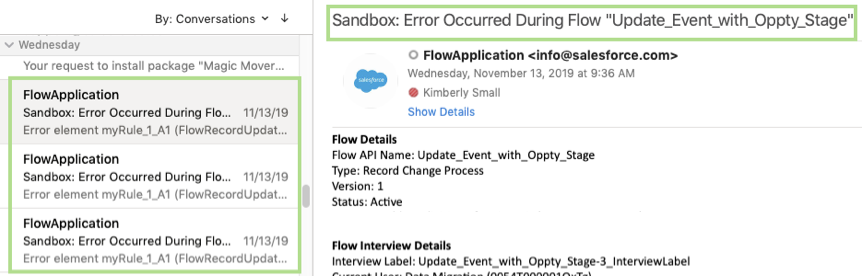 By: Conversations
Wednesday
Your request to install package "Magic Mover...
FlowApplication
Sandbox: Error Occurred During Flo... 11/13/19
Error element myRule_1_A1 (FlowRecordUpdat...
FlowApplication
Sandbox: Error Occurred During Flo... 11/13/19
Error element myRule_1_A1 (FlowRecordUpdat...
FlowApplication
Sandbox: Error Occurred During Flo... 11/13/19
Error element myRule_1_A1 (FlowRecordUpdat...
Sandbox: Error Occurred During Flow "Update_Event_with_Oppty_Stage"
salesforce
FlowApplication <info@salesforce.com>
Wednesday, November 13, 2019 at 9:36 AM
Kimberly Small
Show Details
Flow Details
Flow API Name: Update_Event_with_Oppty_Stage
Type: Record Change Process
Version: 1
Status: Active
Flow Interview Details
Interview Label: Update_Event_with_Oppty_Stage-3_InterviewLabel
Current User: Data Migration